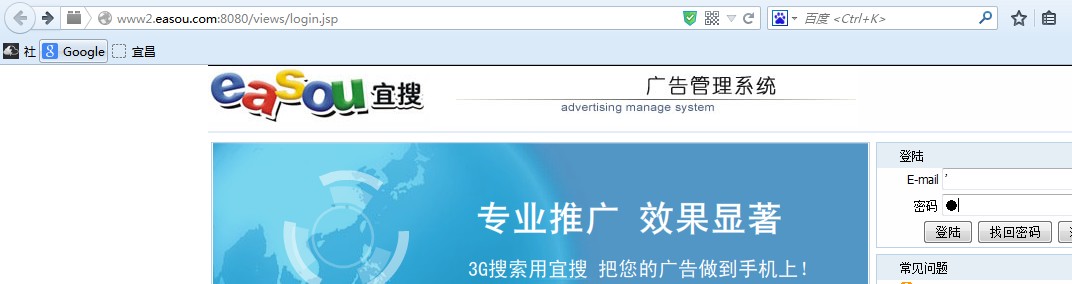 www2.easou.com:8080/views/login.jsp
百度 <Ctrl+K>
社 Google 宜昌
easou 宜搜
广告管理系统
advertising manage system
登陆
E-mail '
密码 ●
登陆 找回密码
专业推广 效果显著
3G搜索用宜搜 把您的广告做到手机上！
常见问题